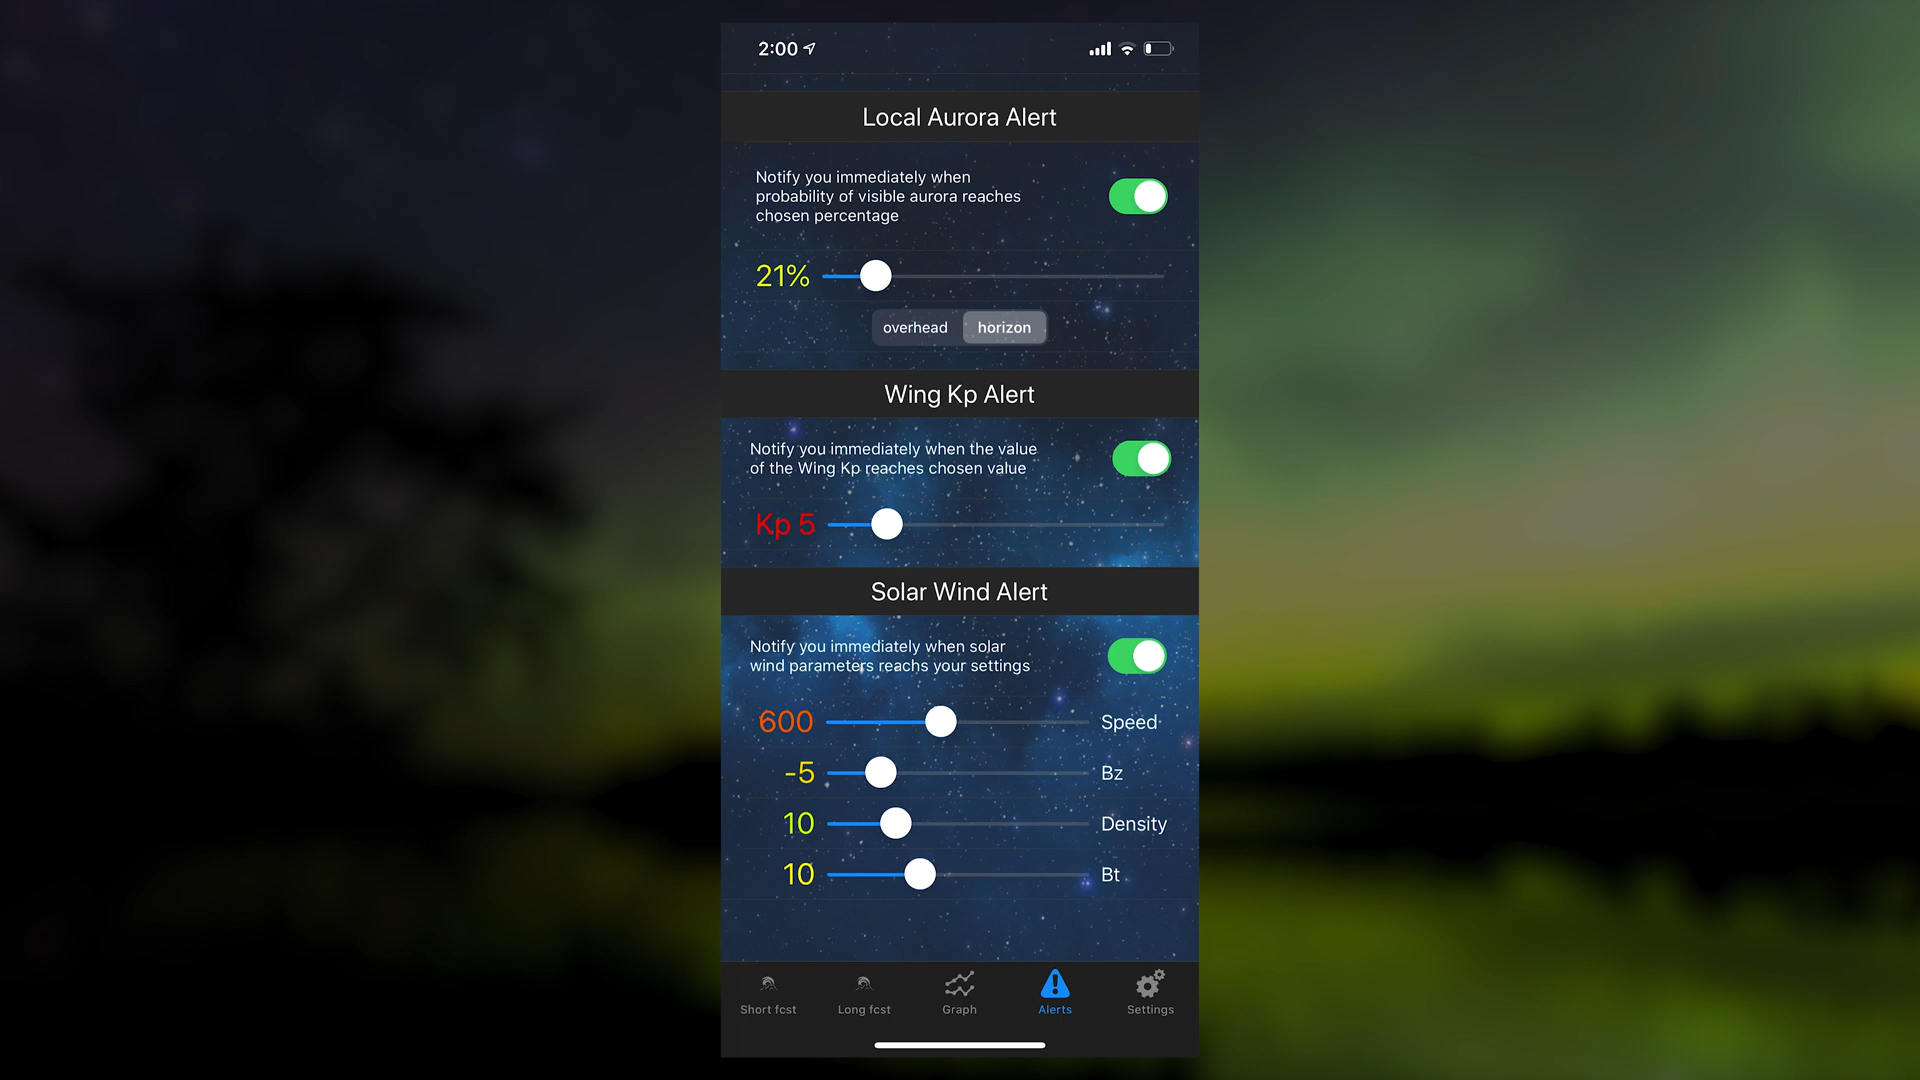 2:00
Local Aurora Alert
Notify you immediately when
probability of visible aurora reaches
chosen percentage
21%
overhead horizon
Wing Kp Alert
Notify you immediately when the value
of the Wing Kp reaches chosen value
Kp 5
Solar Wind Alert
Notify you immediately when solar
wind parameters reachs your settings
600 Speed
-5 Bz
10 Density
10 Bt
Short fcst Long fcst Graph Alerts Settings